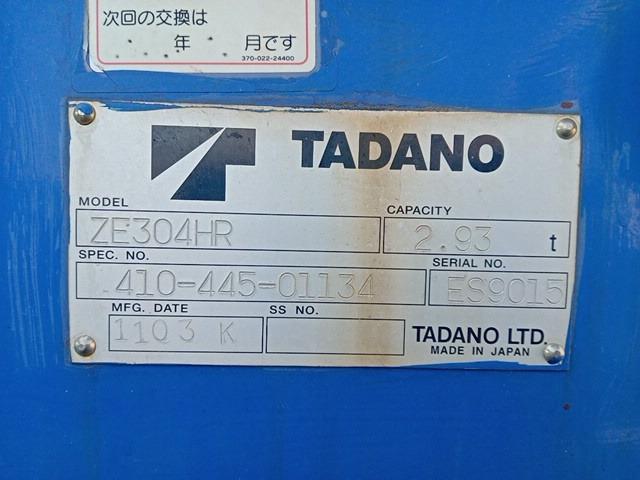 次回の交換は
年 月です
370-022-24400
TADANO
MODEL
ZE304HR
CAPACITY
2.93 t
SPEC. NO.
410-445-01134
SERIAL NO.
ES9015
MFG. DATE
1103 K
SS NO.
TADANO LTD.
MADE IN JAPAN